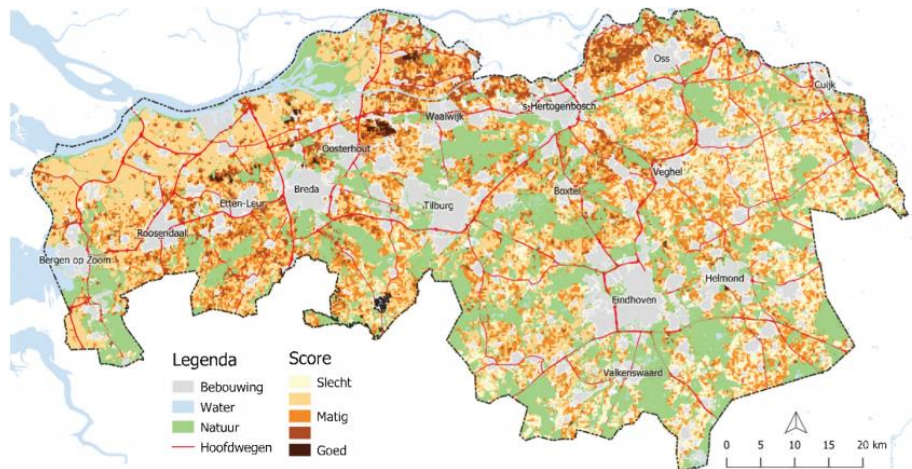 Oss
Cuijk
's-Hertogenbosch
Waalwijk
Oosterhout
Veghel
Breda
Boxtel
Etten-Leur
Tilburg
Roosendaal
Bergen op Zoom
Helmond
Eindhoven
Valkenswaard
Legenda
Bebouwing
Water
Natuur
Hoofdwegen
Score
Slecht
Matig
Goed
0 5 10 15 20 km